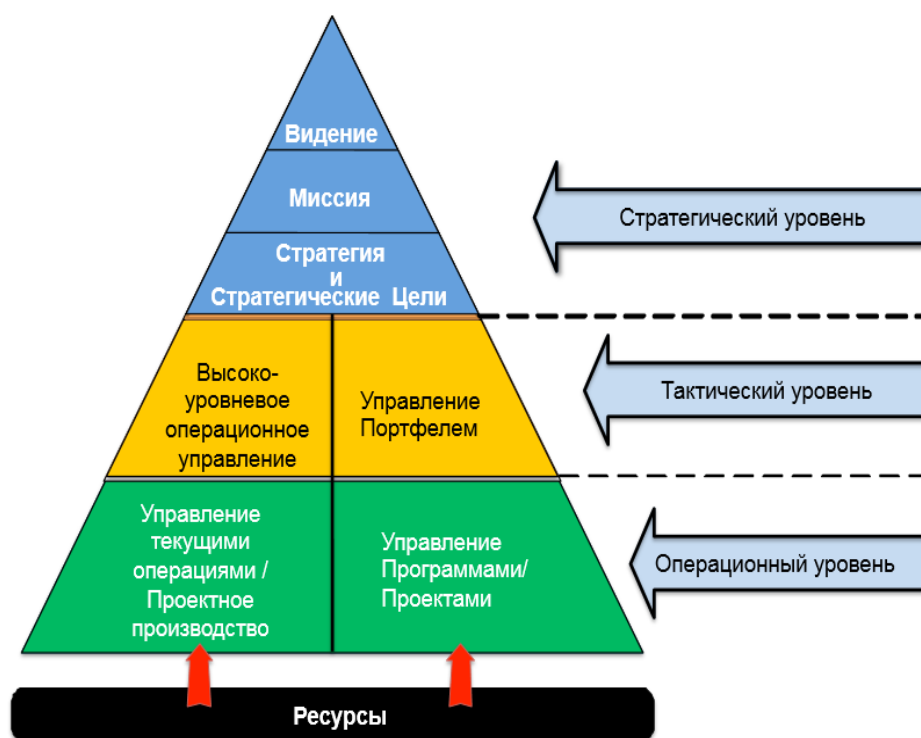 Видение
Миссия
Стратегия
и
Стратегические Цели
Стратегический уровень
Высоко-
уровневое
операционное
управление
Управление
Портфелем
Тактический уровень
Управление
текущими
операциями /
Проектное
производство
Управление
Программами/
Проектами
Операционный уровень
Ресурсы